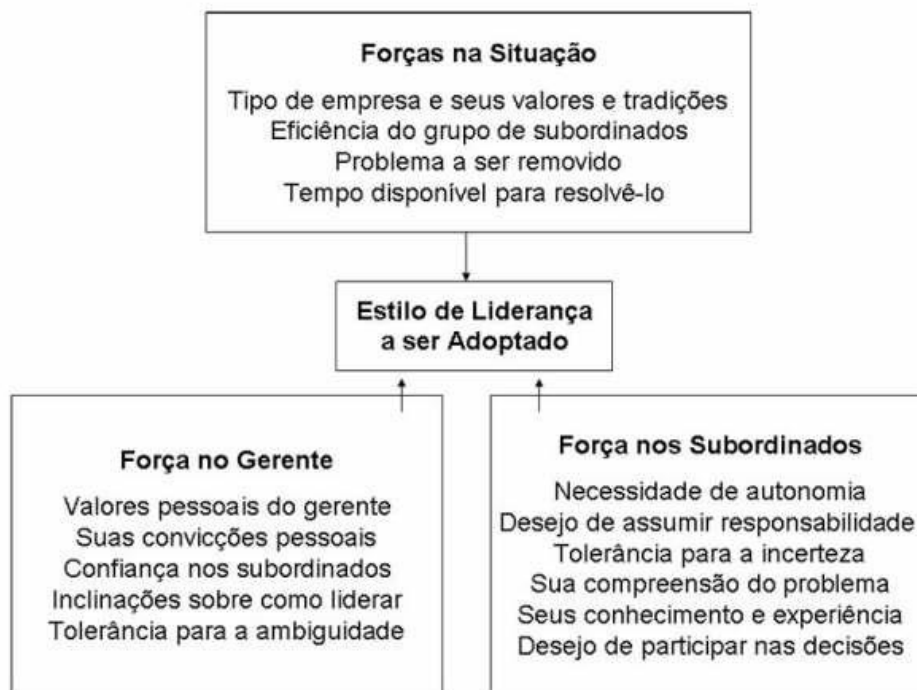 Forças na Situação
Tipo de empresa e seus valores e tradições
Eficiência do grupo de subordinados
Problema a ser removido
Tempo disponível para resolvê-lo
Estilo de Liderança
a ser Adoptado
Força no Gerente
Valores pessoais do gerente
Suas convicções pessoais
Confiança nos subordinados
Inclinações sobre como liderar
Tolerância para a ambiguidade
Força nos Subordinados
Necessidade de autonomia
Desejo de assumir responsabilidade
Tolerância para a incerteza
Sua compreensão do problema
Seus conhecimento e experiência
Desejo de participar nas decisões